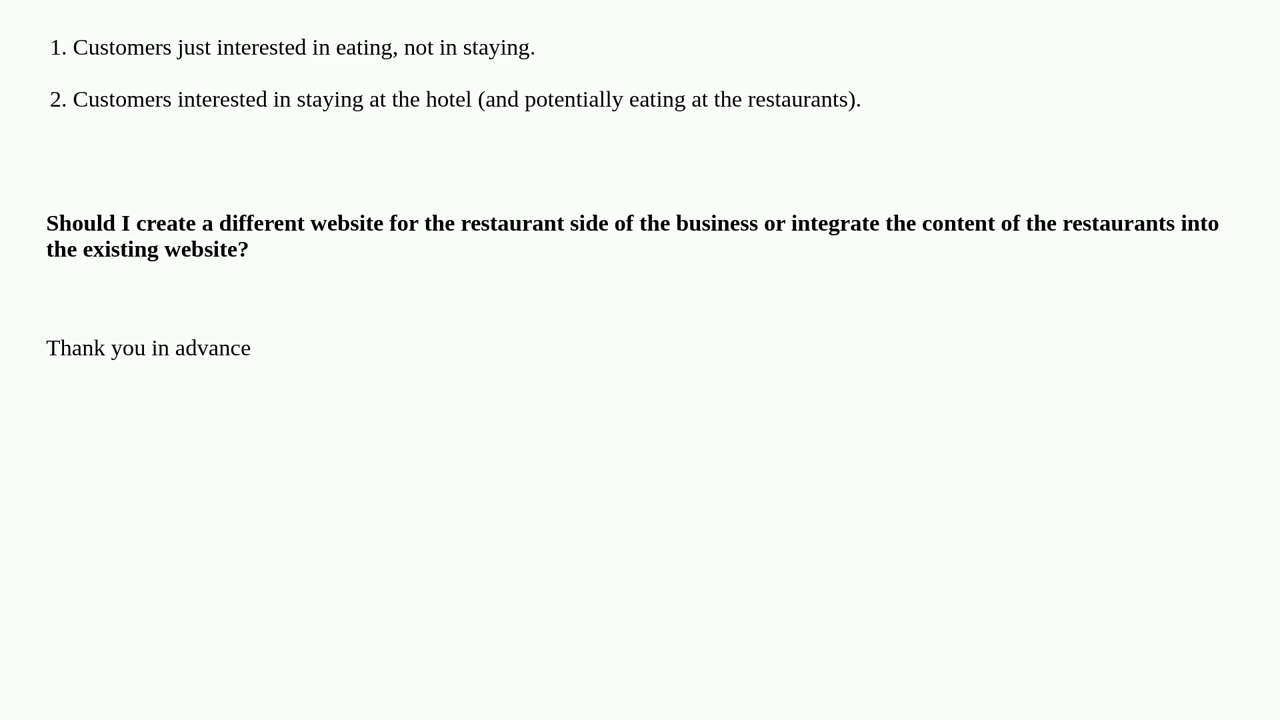 1. Customers just interested in eating, not in staying.
2. Customers interested in staying at the hotel (and potentially eating at the restaurants).
Should I create a different website for the restaurant side of the business or integrate the content of the restaurants into
the existing website?
Thank you in advance